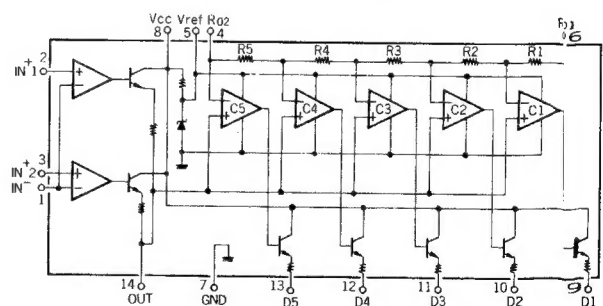 Vcc Vref Ro2
8 5 4 6
R5 R4 R3 R2 R1
2
IN 1 +
+
−
C5 C4 C3 C2 C1
3
IN 2 +
IN −
1
+
−
14 7 13 12 11 10 9
OUT GND D5 D4 D3 D2 D1